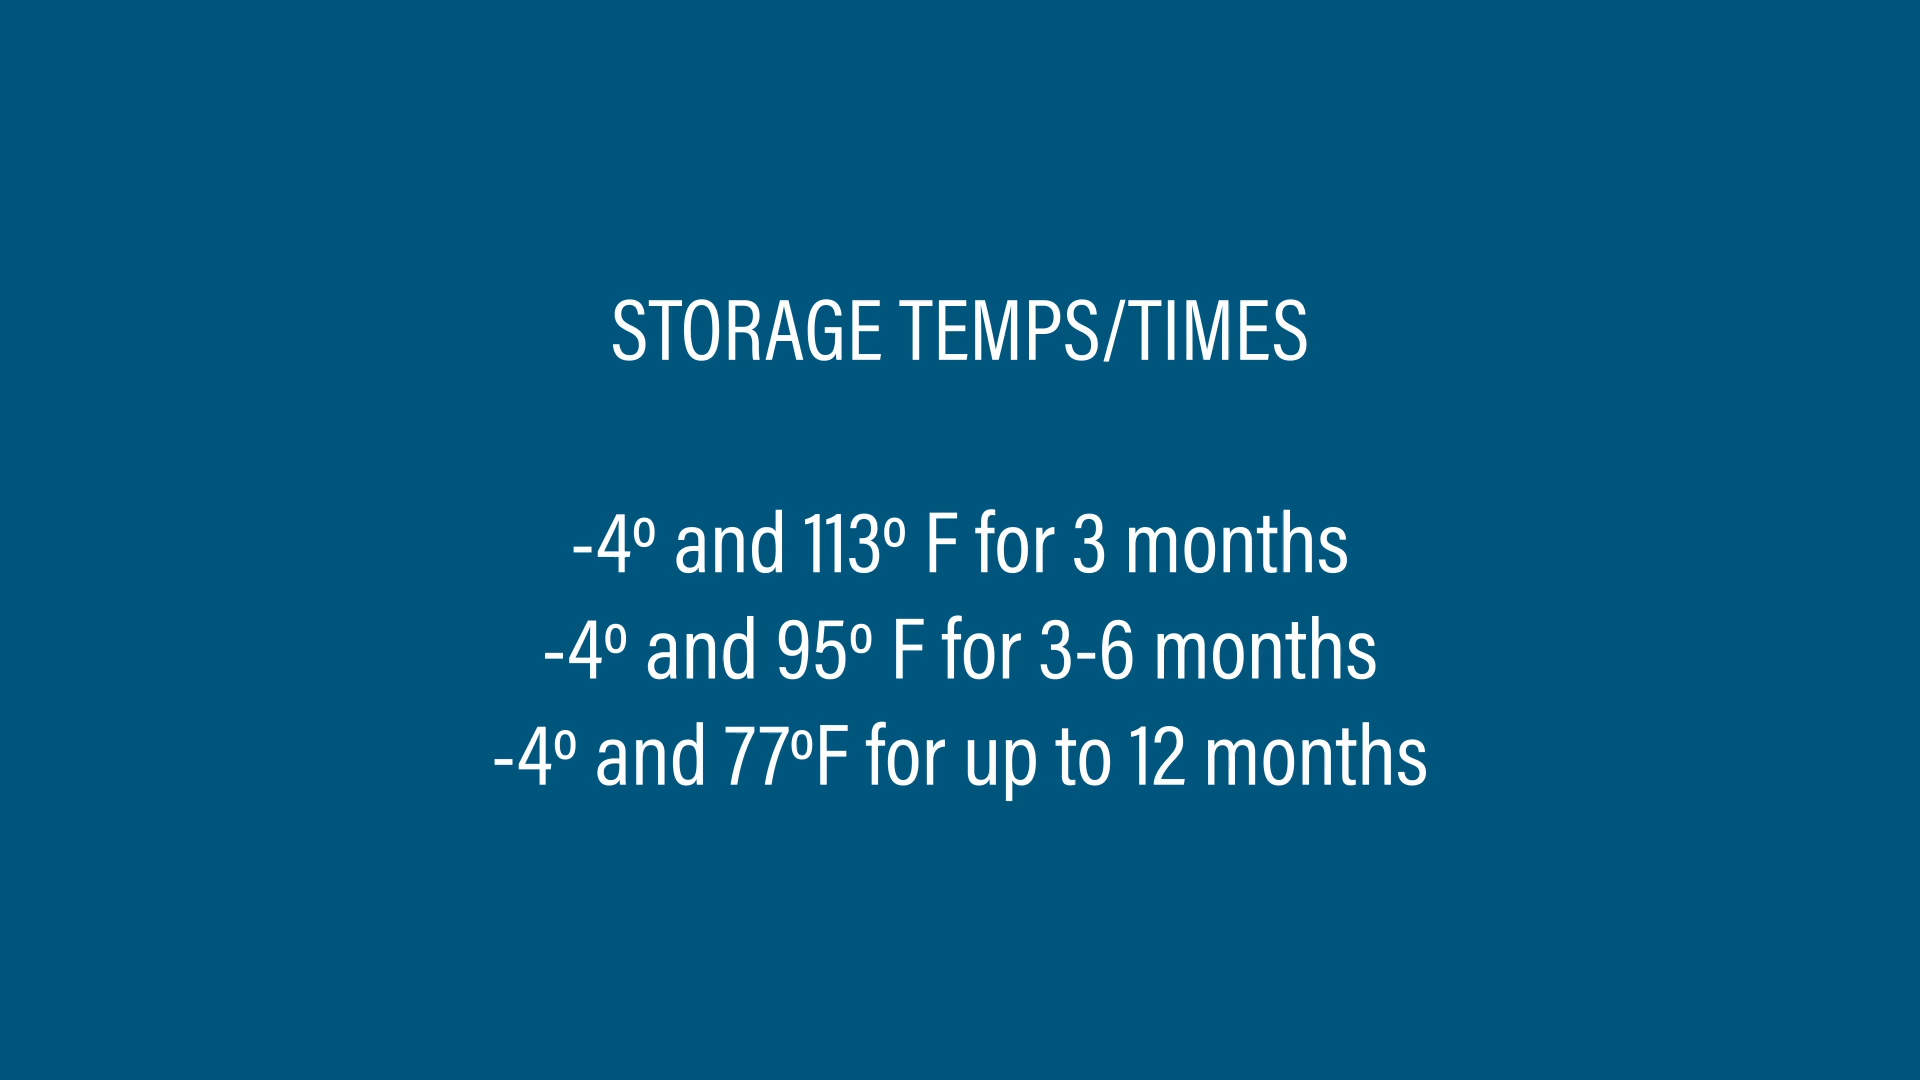 STORAGE TEMPS/TIMES
-4º and 113º F for 3 months
-4º and 95º F for 3-6 months
-4º and 77ºF for up to 12 months